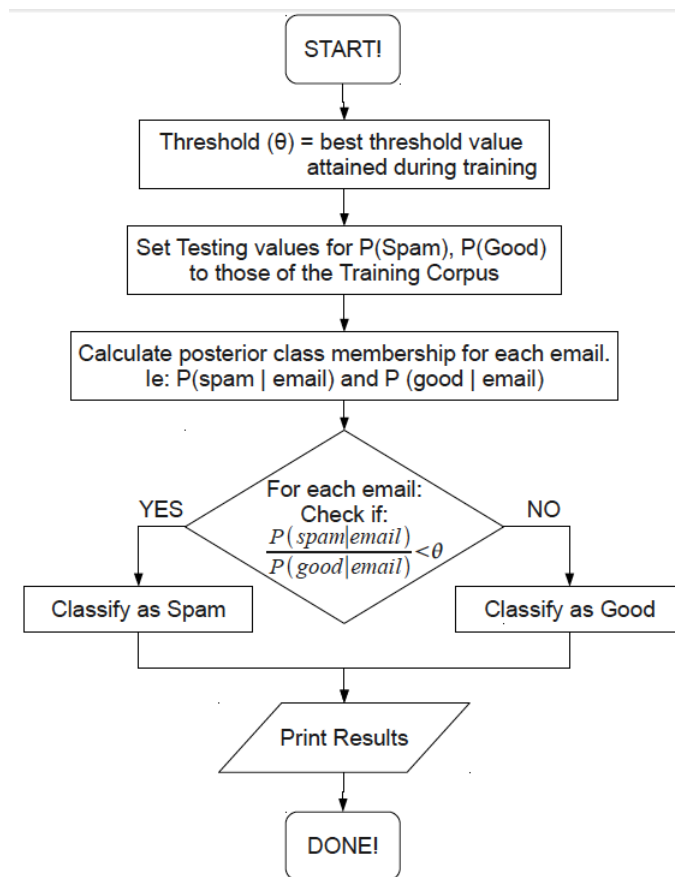 START!
Threshold (θ) = best threshold value
attained during training
Set Testing values for P(Spam), P(Good)
to those of the Training Corpus
Calculate posterior class membership for each email.
Ie: P(spam | email) and P (good | email)
For each email:
Check if:
P(spam|email)
P(good|email) <θ
YES
NO
Classify as Spam
Classify as Good
Print Results
DONE!